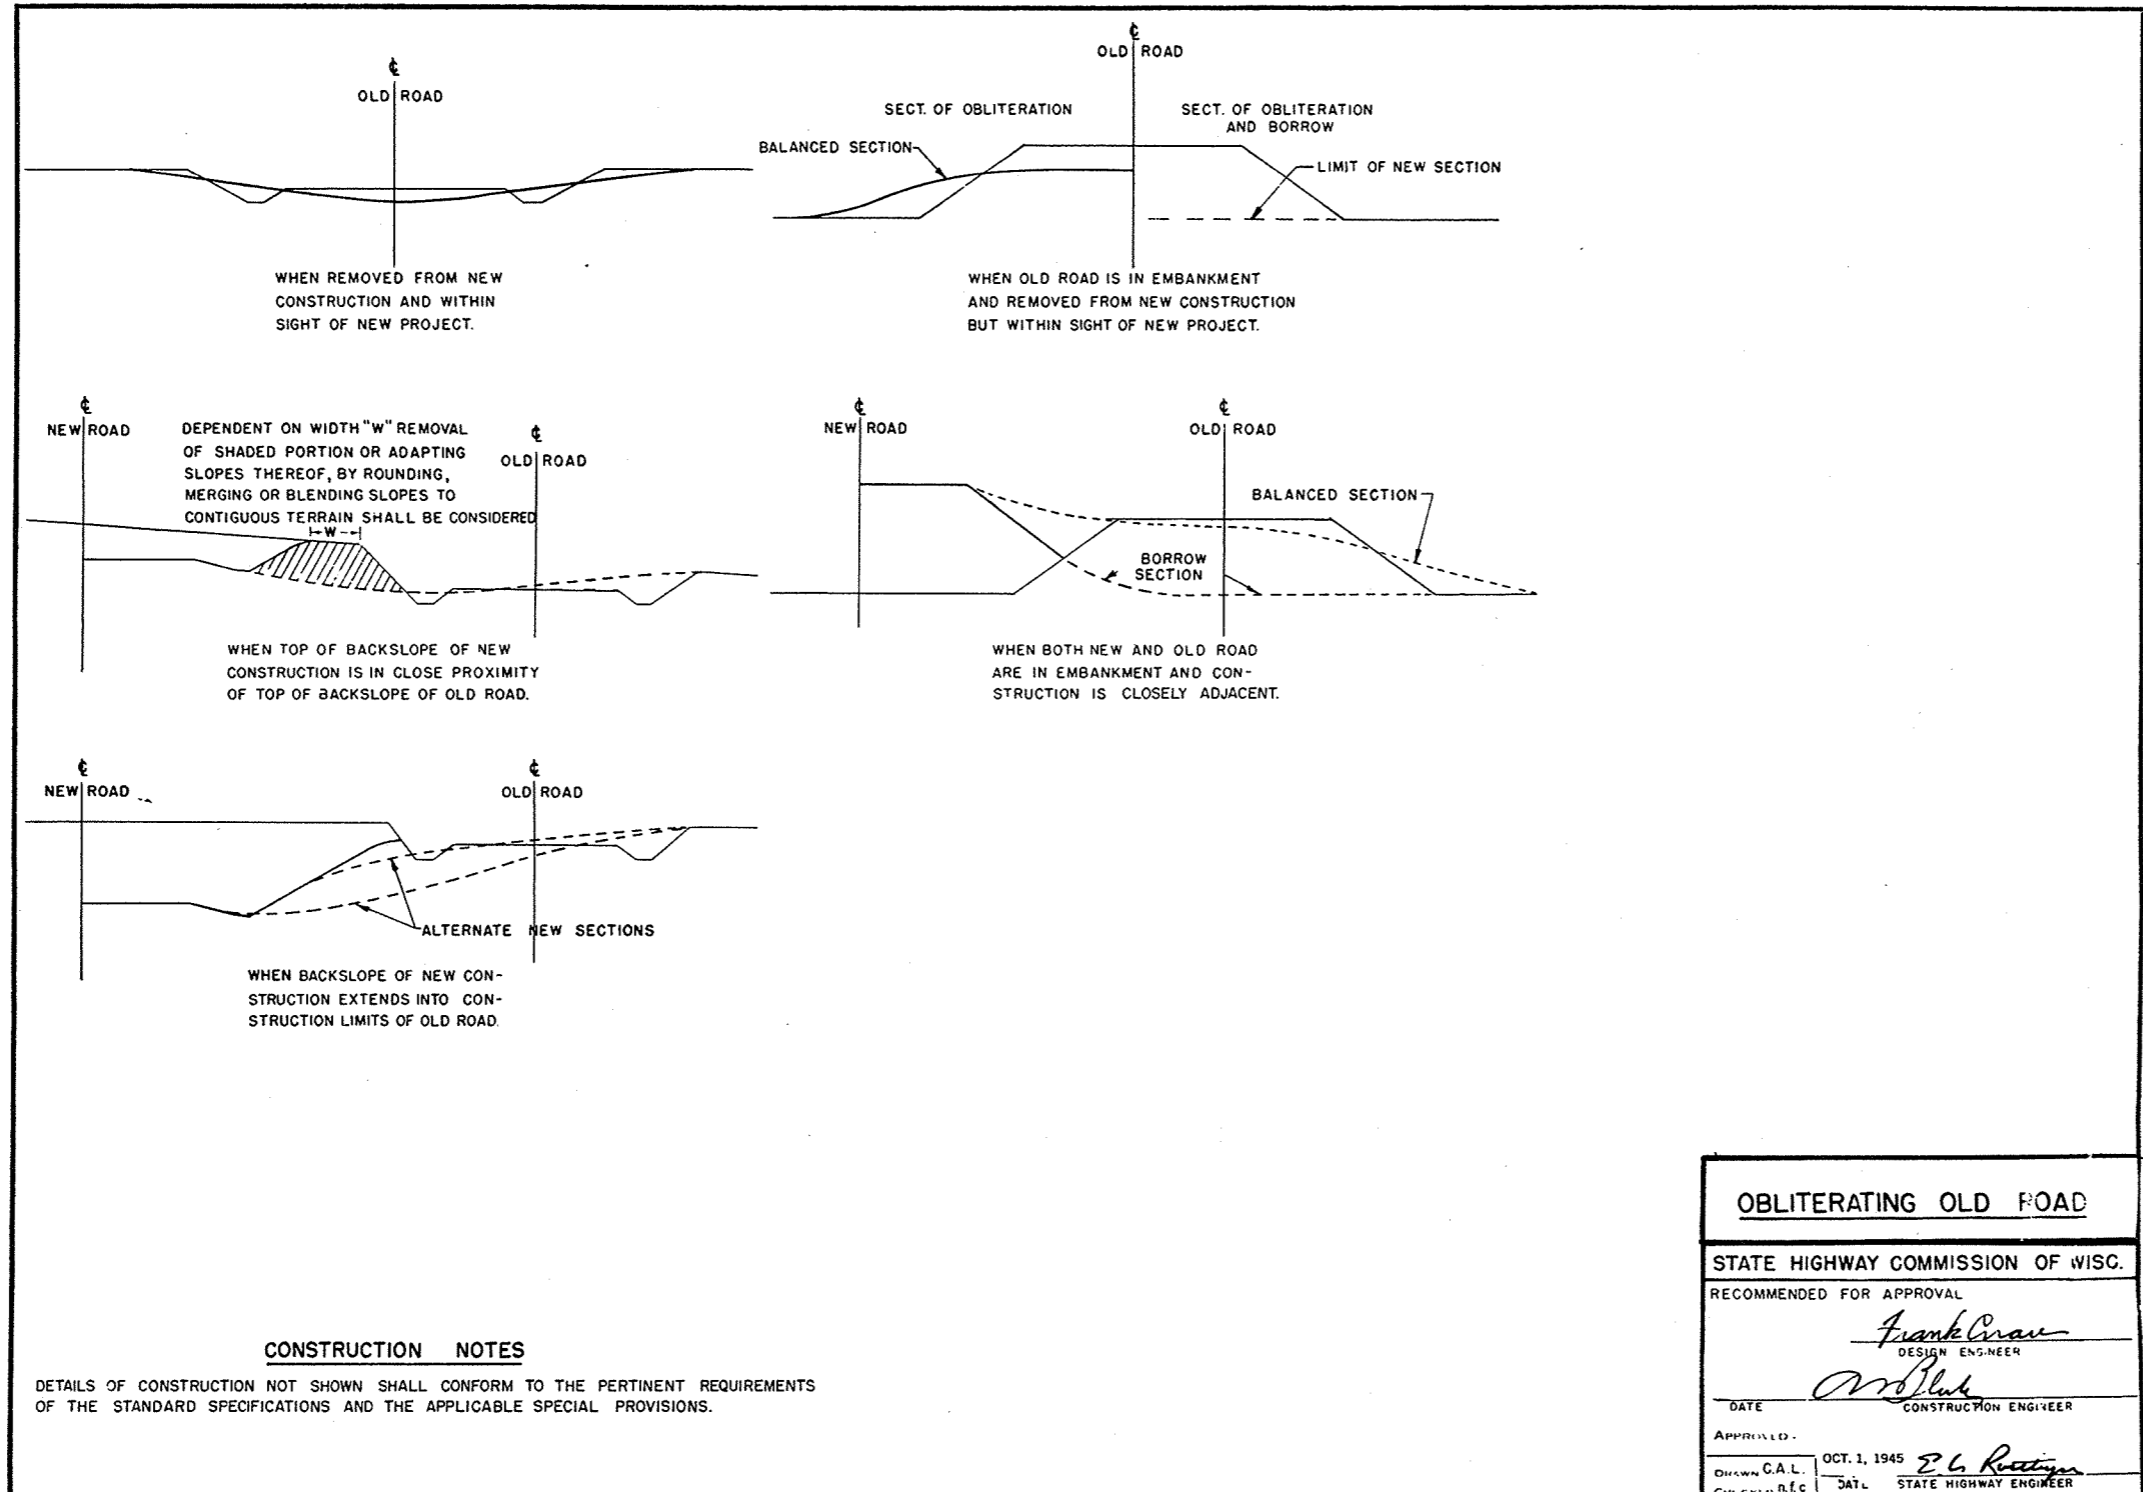 ℄
OLD ROAD
WHEN REMOVED FROM NEW
CONSTRUCTION AND WITHIN
SIGHT OF NEW PROJECT.
℄
OLD ROAD
SECT. OF OBLITERATION
SECT. OF OBLITERATION
AND BORROW
BALANCED SECTION
LIMIT OF NEW SECTION
WHEN OLD ROAD IS IN EMBANKMENT
AND REMOVED FROM NEW CONSTRUCTION
BUT WITHIN SIGHT OF NEW PROJECT.
℄
NEW ROAD
DEPENDENT ON WIDTH "W" REMOVAL
OF SHADED PORTION OR ADAPTING
SLOPES THEREOF, BY ROUNDING,
MERGING OR BLENDING SLOPES TO
CONTIGUOUS TERRAIN SHALL BE CONSIDERED
W
℄
OLD ROAD
WHEN TOP OF BACKSLOPE OF NEW
CONSTRUCTION IS IN CLOSE PROXIMITY
OF TOP OF BACKSLOPE OF OLD ROAD.
℄
NEW ROAD
℄
OLD ROAD
BALANCED SECTION
BORROW
SECTION
WHEN BOTH NEW AND OLD ROAD
ARE IN EMBANKMENT AND CON-
STRUCTION IS CLOSELY ADJACENT.
℄
NEW ROAD
℄
OLD ROAD
ALTERNATE NEW SECTIONS
WHEN BACKSLOPE OF NEW CON-
STRUCTION EXTENDS INTO CON-
STRUCTION LIMITS OF OLD ROAD.
CONSTRUCTION NOTES
DETAILS OF CONSTRUCTION NOT SHOWN SHALL CONFORM TO THE PERTINENT REQUIREMENTS
OF THE STANDARD SPECIFICATIONS AND THE APPLICABLE SPECIAL PROVISIONS.
OBLITERATING OLD ROAD
STATE HIGHWAY COMMISSION OF WISC.
RECOMMENDED FOR APPROVAL
Frank
DESIGN ENGINEER
DATE
CONSTRUCTION ENGINEER
APPROVED
DRAWN C.A.L.
OCT. 1, 1945
DATE
STATE HIGHWAY ENGINEER